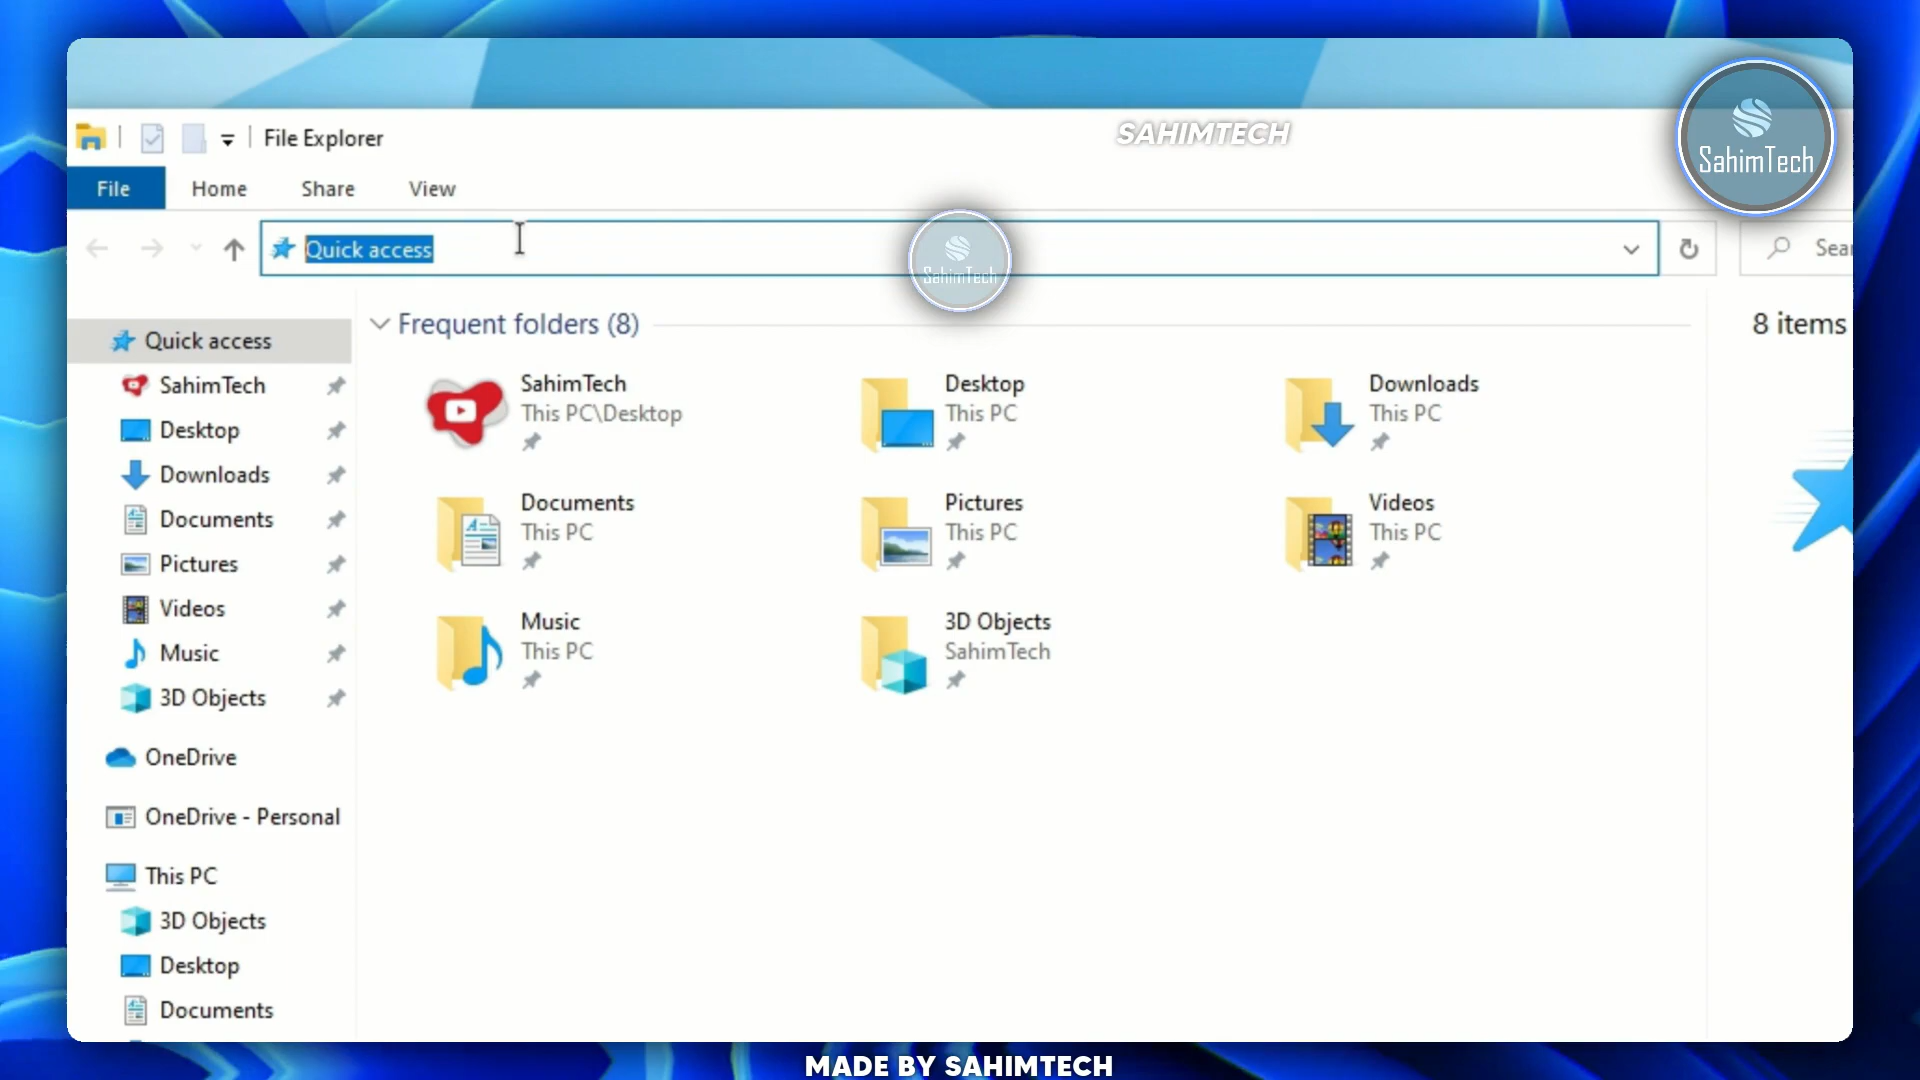 File Explorer
SAHIMTECH
SahimTech
File Home Share View
Quick access
SahimTech
Sear
Quick access
SahimTech
Desktop
Downloads
Documents
Pictures
Videos
Music
3D Objects
OneDrive
OneDrive - Personal
This PC
3D Objects
Desktop
Documents
Frequent folders (8)
SahimTech
This PC\Desktop
Desktop
This PC
Downloads
This PC
Documents
This PC
Pictures
This PC
Videos
This PC
Music
This PC
3D Objects
SahimTech
8 items
MADE BY SAHIMTECH